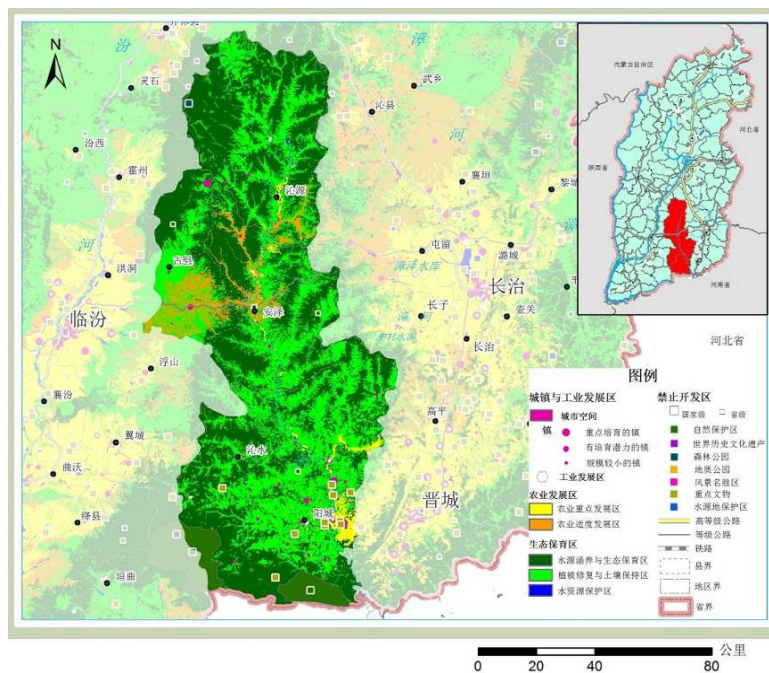 N
汾
漳
灵石
武乡
沁县
河
汾西
霍州
襄垣
黎城
沁源
屯留
潞城
河
洪洞
古县
漳泽水库
长子
长治
壶关
临汾
安泽
长治
浮山
襄汾
高平
翼城
沁水
曲沃
晋城
绛县
阳城
垣曲
内蒙古自治区
河北省
陕西省
河南省
河北省
图例
城镇与工业发展区
城市空间
镇
重点培育的镇
有培育潜力的镇
规模较小的镇
工业发展区
农业发展区
农业重点发展区
农业适度发展区
生态保育区
水源涵养与生态保育区
植被修复与土壤保持区
水资源保护区
禁止开发区
国家级
省级
自然保护区
世界历史文化遗产
森林公园
地质公园
风景名胜区
重点文物
水源地保护区
高等级公路
等级公路
铁路
县界
地区界
省界
公里
0 20 40 80